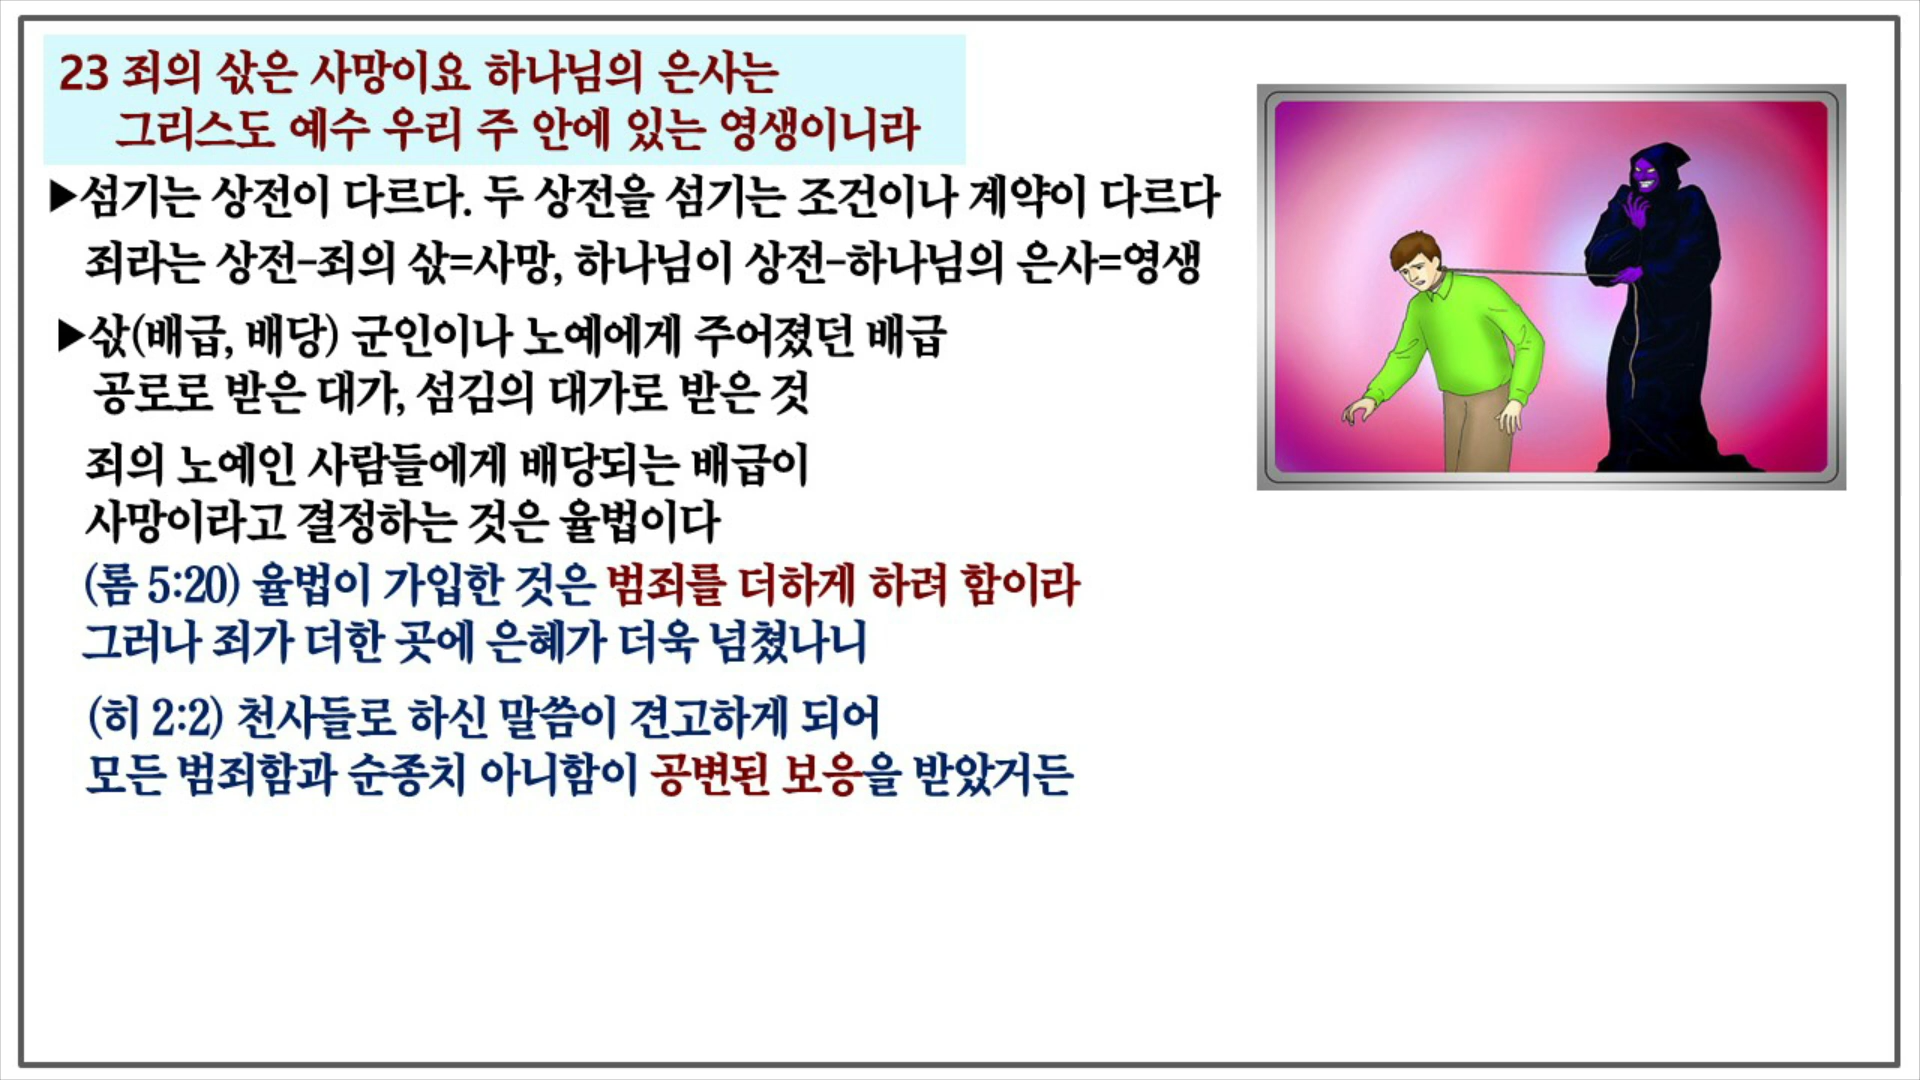 23 죄의 삯은 사망이요 하나님의 은사는
그리스도 예수 우리 주 안에 있는 영생이니라
▶섬기는 상전이 다르다. 두 상전을 섬기는 조건이나 계약이 다르다
죄라는 상전-죄의 삯=사망, 하나님이 상전-하나님의 은사=영생
▶삯(배급, 배당) 군인이나 노예에게 주어졌던 배급
공로로 받은 대가, 섬김의 대가로 받은 것
죄의 노예인 사람들에게 배당되는 배급이
사망이라고 결정하는 것은 율법이다
(롬 5:20) 율법이 가입한 것은 범죄를 더하게 하려 함이라
그러나 죄가 더한 곳에 은혜가 더욱 넘쳤나니
(히 2:2) 천사들로 하신 말씀이 견고하게 되어
모든 범죄함과 순종치 아니함이 공변된 보응을 받았거든